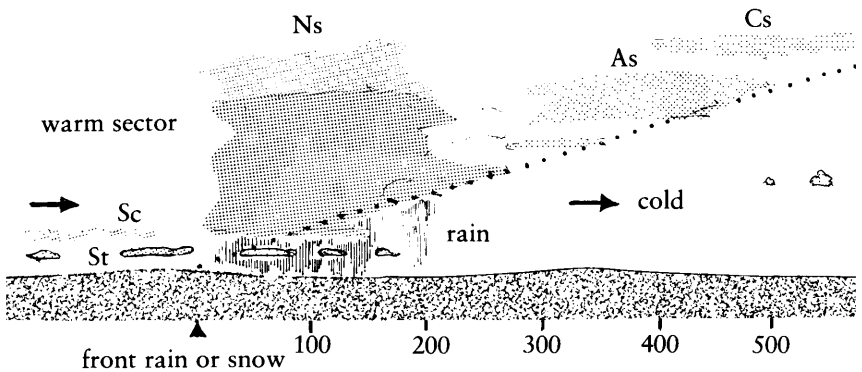 Ns
Cs
As
warm sector
cold
Sc
rain
St
100
200
300
400
500
front rain or snow